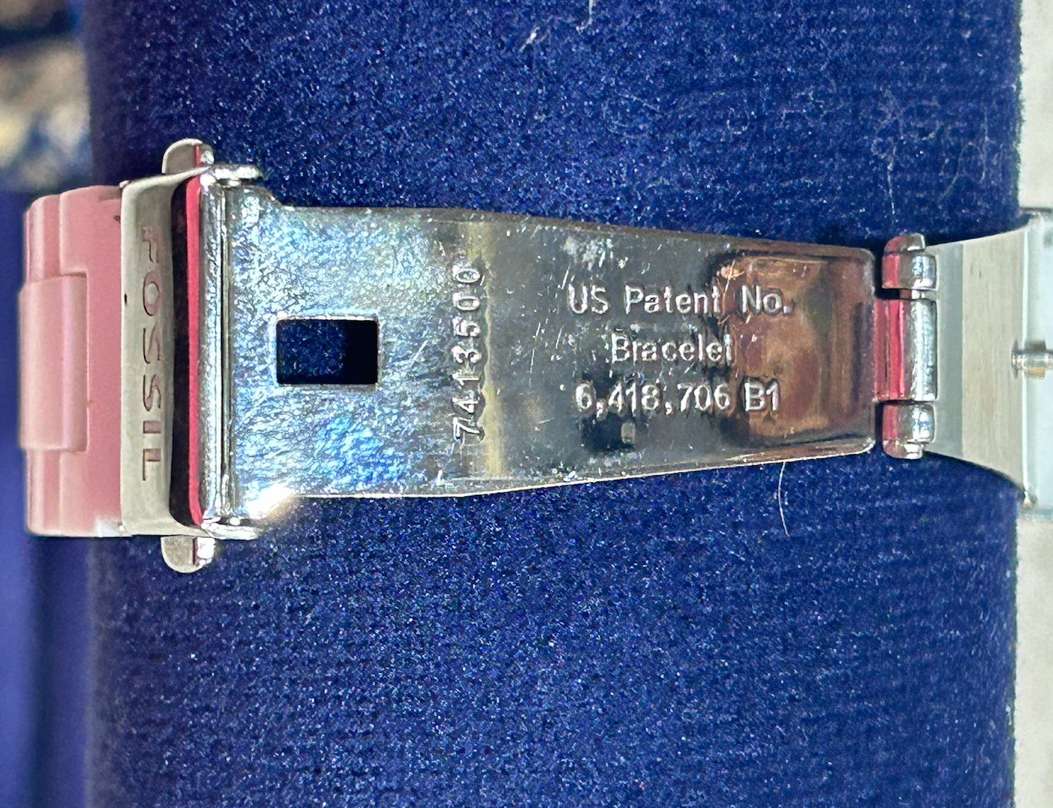 FOSSIL
7413500
US Patent No.
Bracelet
6,418,706 B1